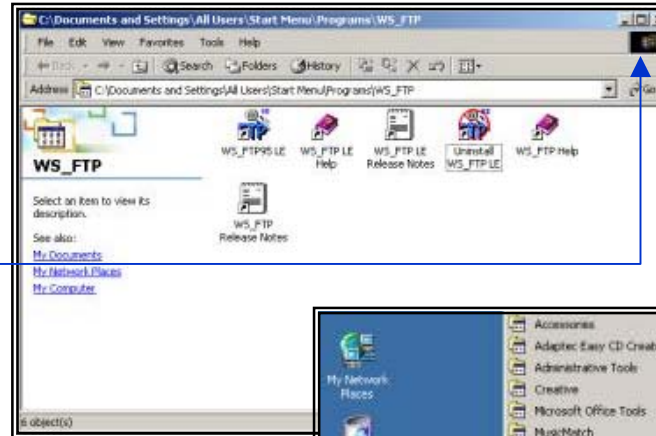 C:\Documents and Settings\All Users\Start Menu\Programs\WS_FTP
File Edit View Favorites Tools Help
Back Search Folders History
Address C:\Documents and Settings\All Users\Start Menu\Programs\WS_FTP Go
WS_FTP
Select an item to view its
description.
See also:
My Documents
My Network Places
My Computer
WS_FTP95 LE
WS_FTP LE
Help
WS_FTP LE
Release Notes
Uninstall
WS_FTP LE
WS_FTP Help
WS_FTP
Release Notes
6 object(s)
My Network
Places
Accessories
Adaptec Easy CD Creat
Administrative Tools
Creative
Microsoft Office Tools
MusicMatch